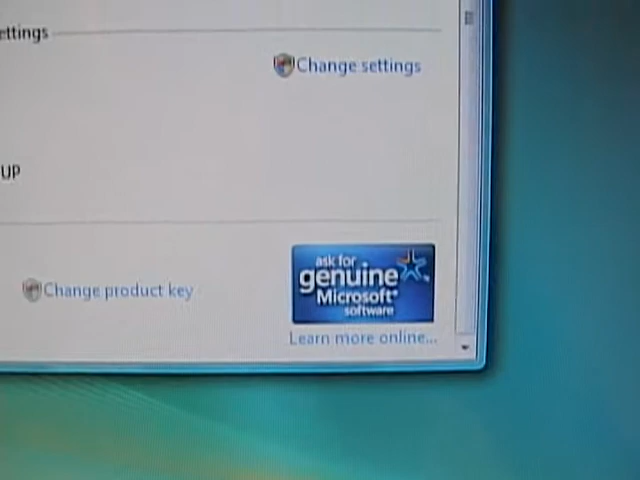 ettings
Change settings
UP
Change product key
ask for
genuine
Microsoft®
software
Learn more online...